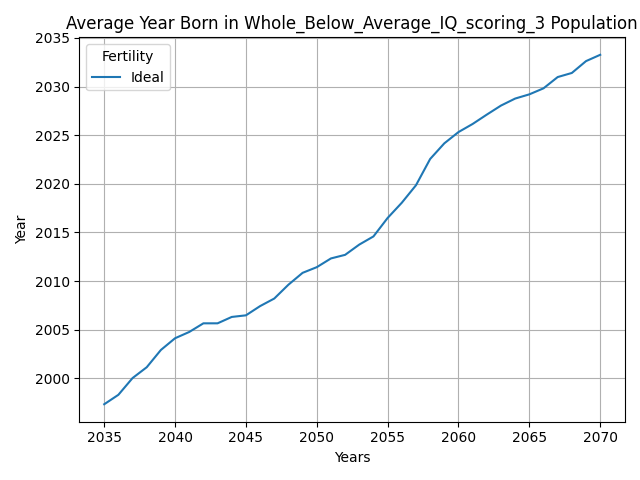 Average Year Born in Whole_Below_Average_IQ_scoring_3 Population
Fertility
Ideal
2035
2030
2025
2020
2015
2010
2005
2000
Year
2035 2040 2045 2050 2055 2060 2065 2070
Years